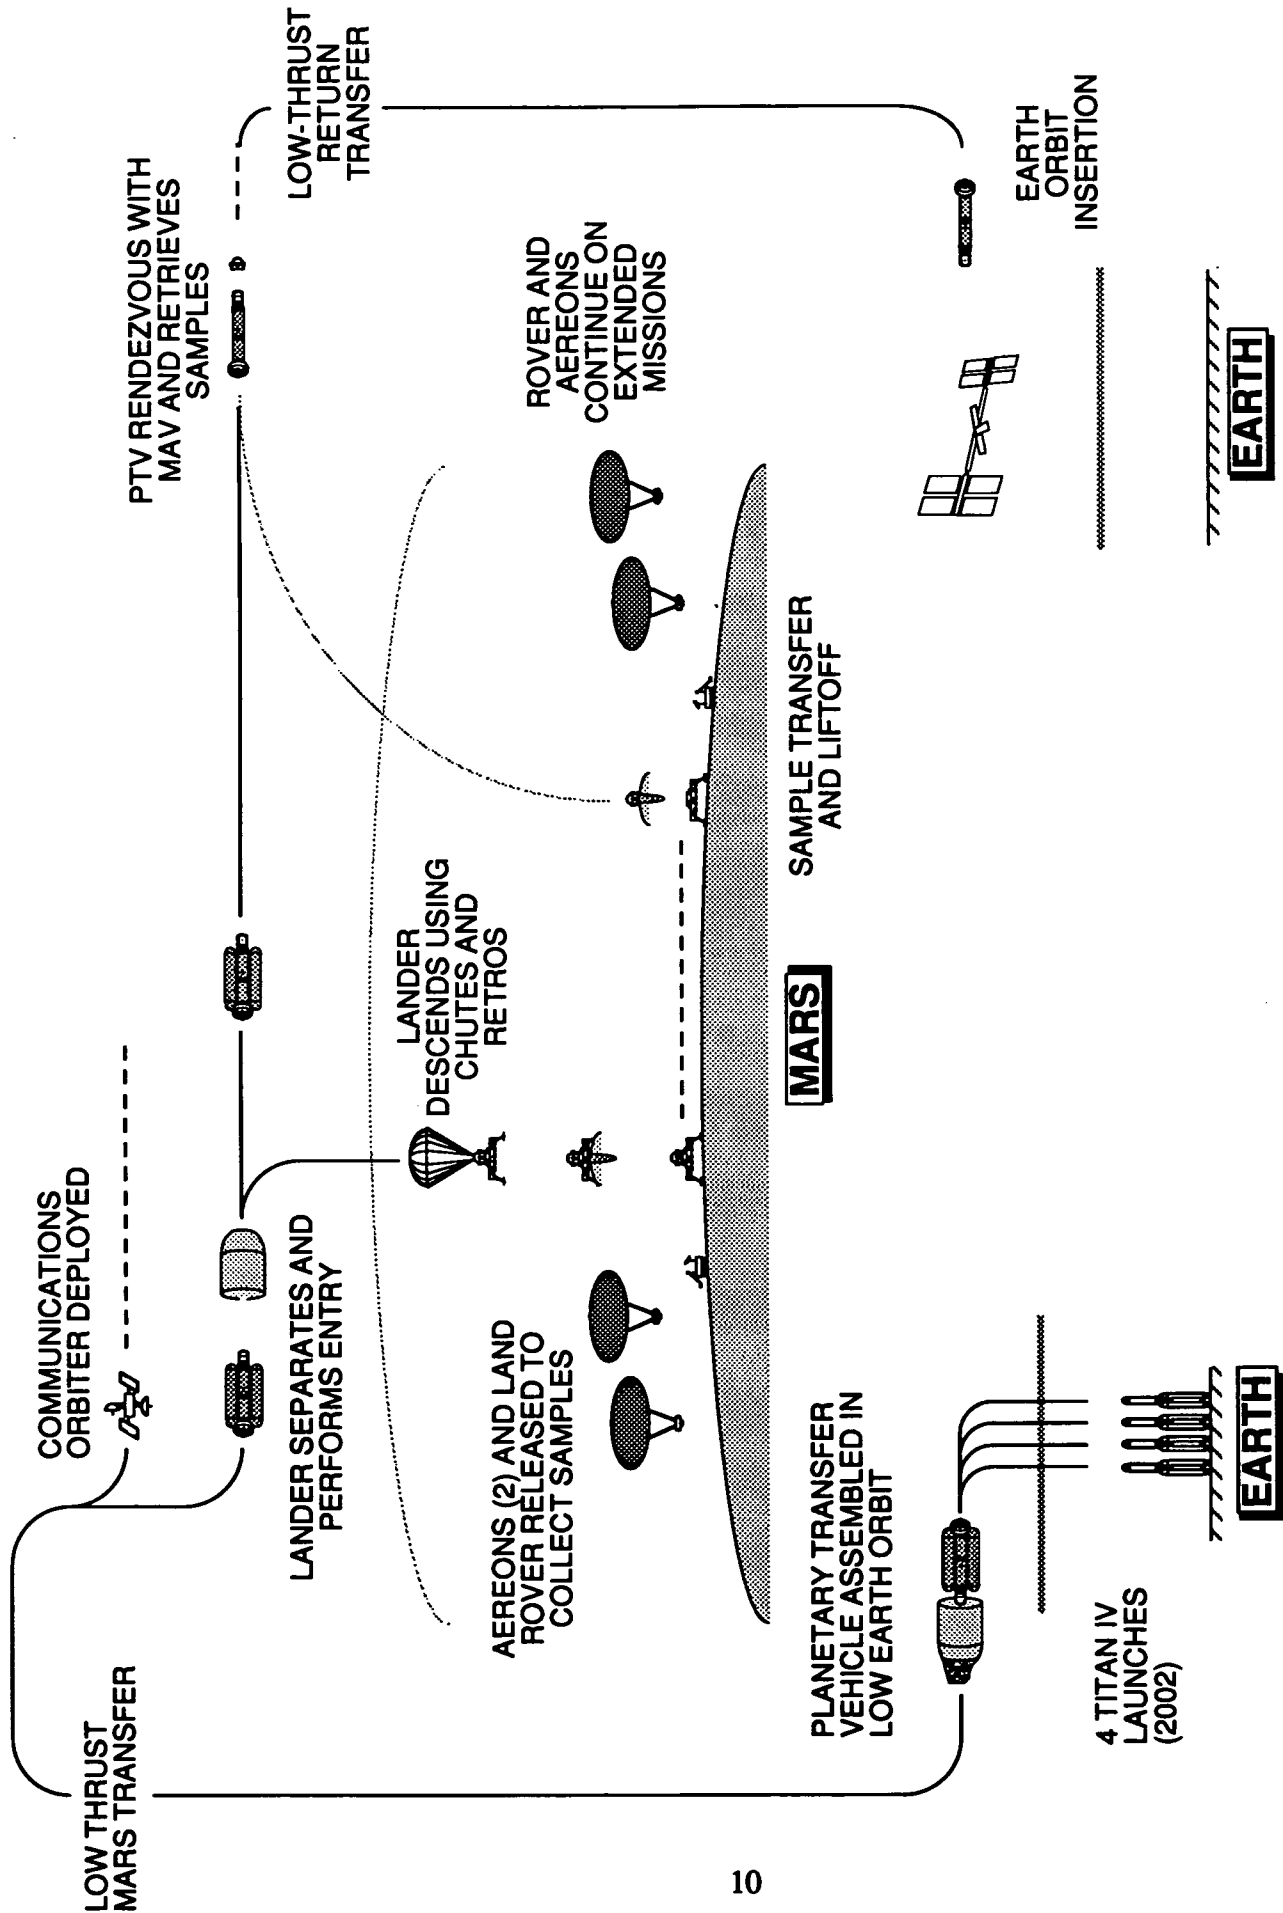 LOW THRUST
MARS TRANSFER
COMMUNICATIONS
ORBITER DEPLOYED
LANDER SEPARATES AND
PERFORMS ENTRY
PTV RENDEZVOUS WITH
MAV AND RETRIEVES
SAMPLES
LOW-THRUST
RETURN
TRANSFER
LANDER
DESCENDS USING
CHUTES AND
RETROS
AEREONS (2) AND LAND
ROVER RELEASED TO
COLLECT SAMPLES
ROVER AND
AEREONS
CONTINUE ON
EXTENDED
MISSIONS
MARS
SAMPLE TRANSFER
AND LIFTOFF
PLANETARY TRANSFER
VEHICLE ASSEMBLED IN
LOW EARTH ORBIT
4 TITAN IV
LAUNCHES
(2002)
EARTH
EARTH
ORBIT
INSERTION
EARTH
10